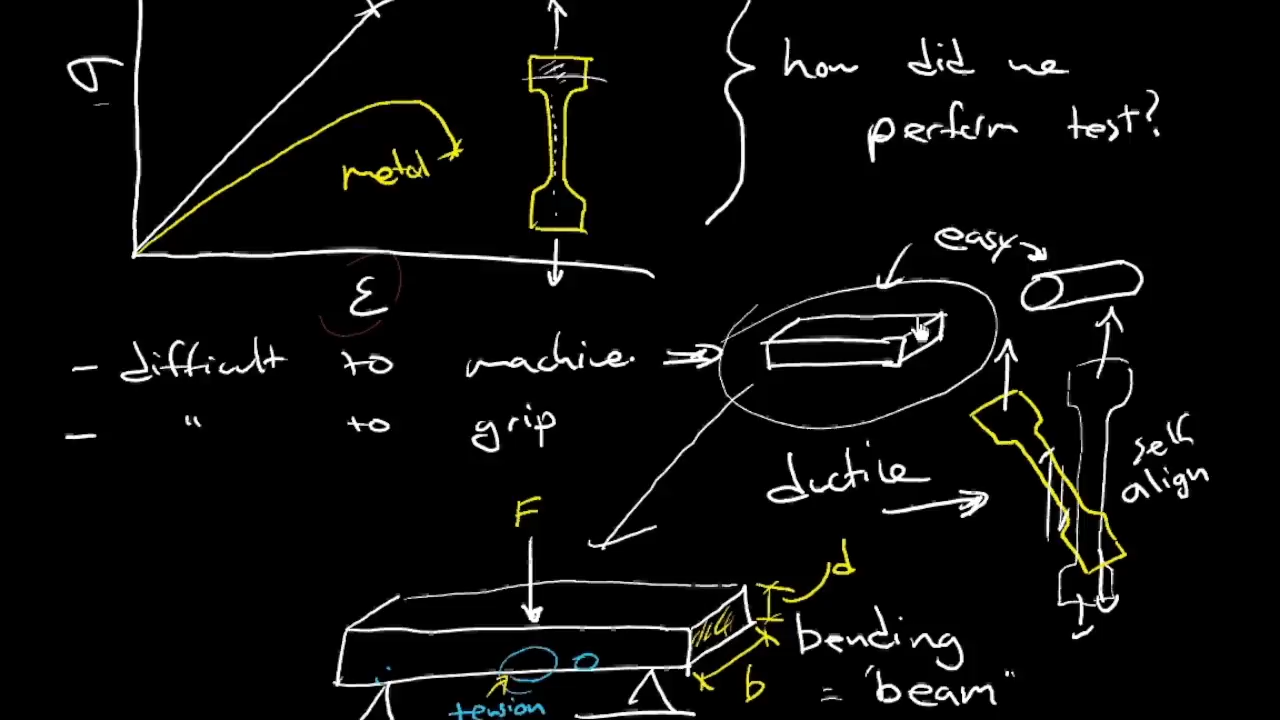 σ
how did we
perform test?
metal
easy
ε
- difficult to machine.
- " to grip
ductile
self
align
F
d
bending
b
= "beam"
tension